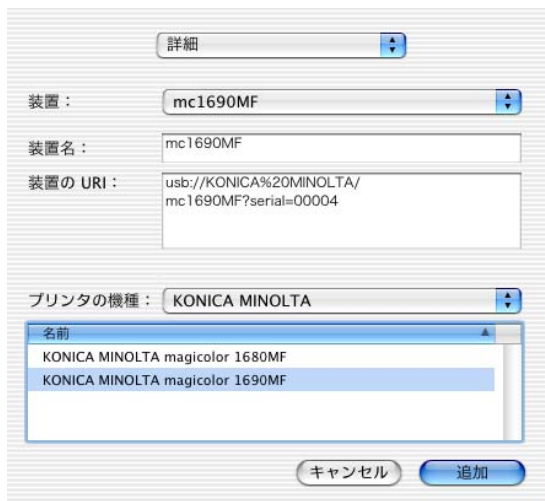 詳細
装置： mc1690MF
装置名： mc1690MF
装置の URI： usb://KONICA%20MINOLTA/
mc1690MF?serial=00004
プリンタの機種： KONICA MINOLTA
名前
KONICA MINOLTA magicolor 1680MF
KONICA MINOLTA magicolor 1690MF
キャンセル 追加